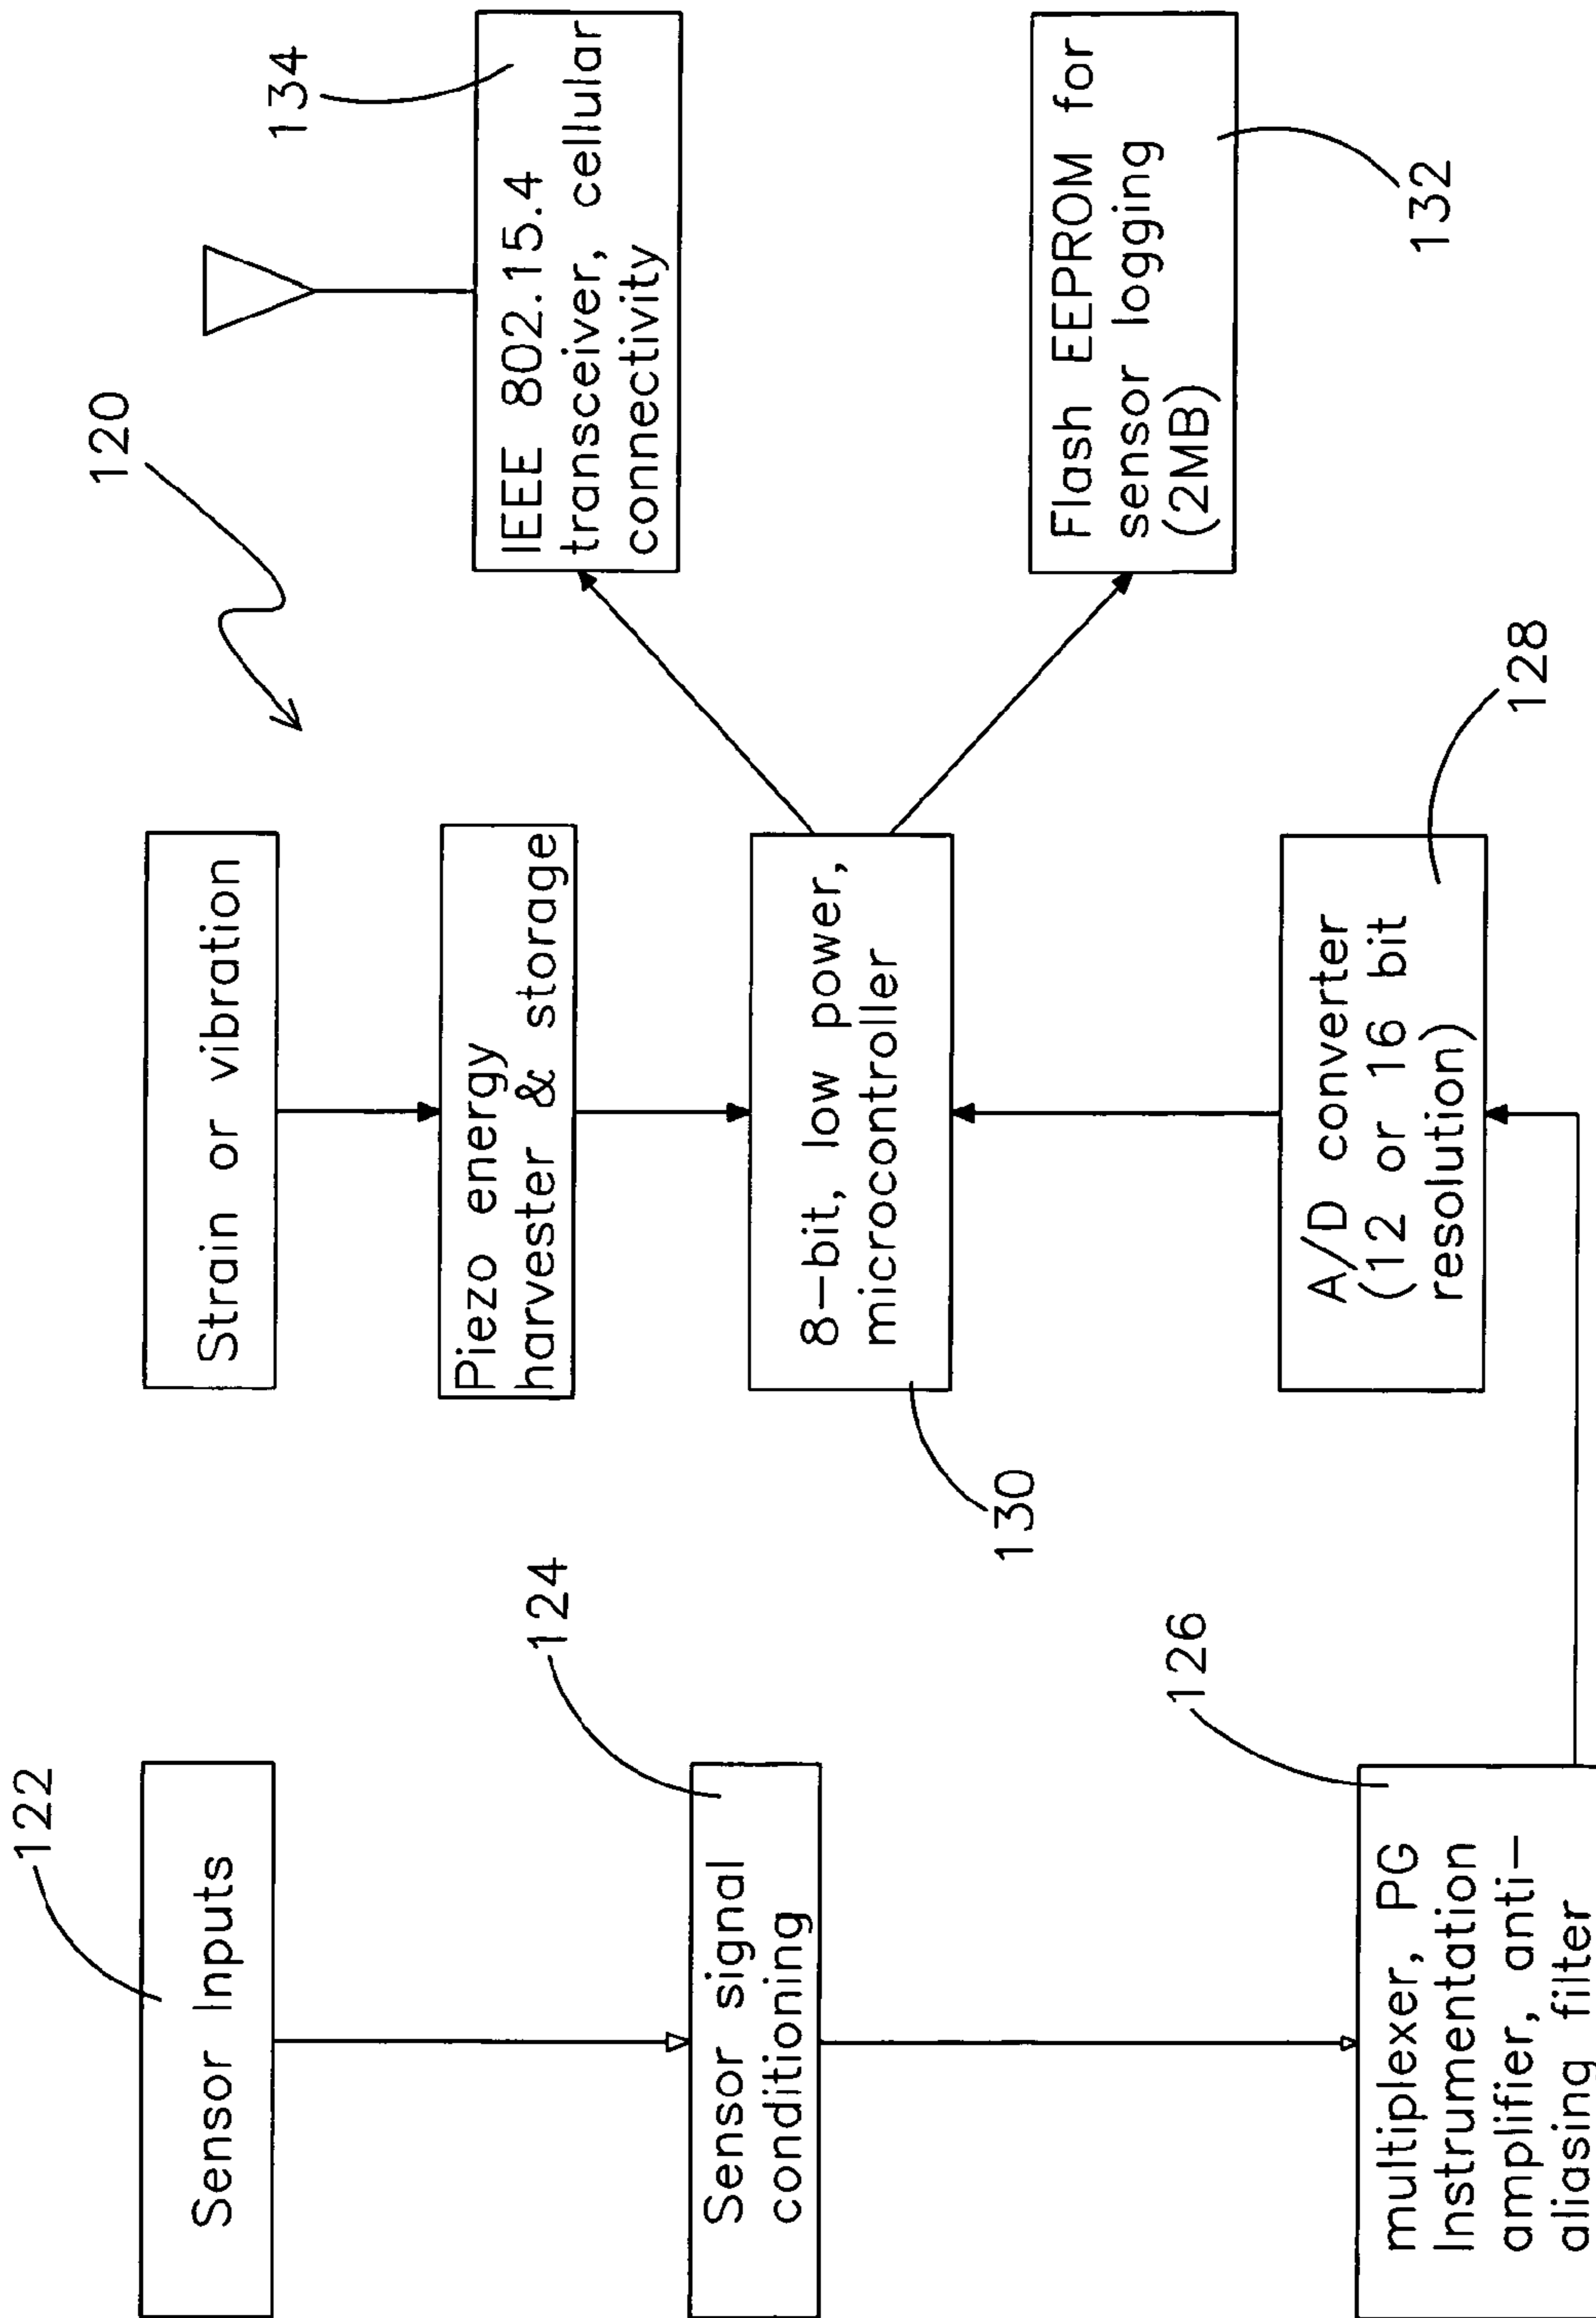 120
122
Sensor Inputs
124
Sensor signal
conditioning
126
multiplexer, PG
Instrumentation
amplifier, anti-
aliasing filter
Strain or vibration
Piezo energy
harvester & storage
8-bit, low power,
microcontroller
130
A/D converter
(12 or 16 bit
resolution)
128
134
IEEE 802.15.4
transceiver, cellular
connectivity
Flash EEPROM for
sensor logging
(2MB)
132